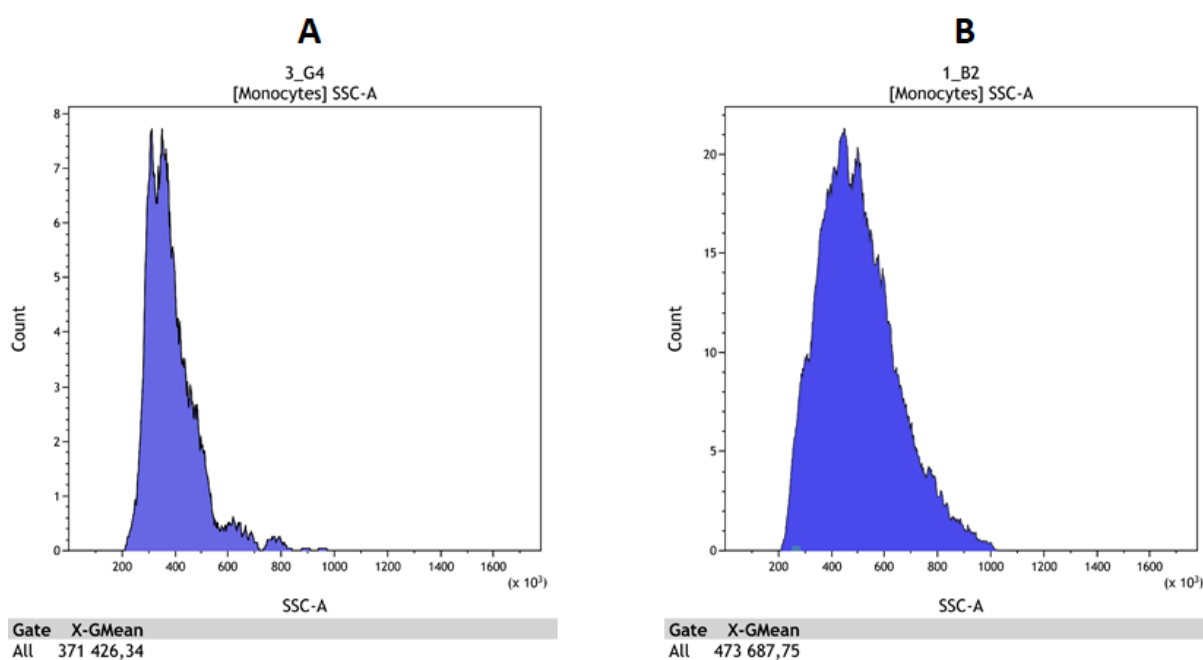 A
3_G4
[Monocytes] SSC-A
8
7
6
5
4
3
2
1
0
Count
200 400 600 800 1000 1200 1400 1600
(x 10³)
SSC-A
Gate X-GMean
All 371 426,34
B
1_B2
[Monocytes] SSC-A
20
15
10
5
0
Count
200 400 600 800 1000 1200 1400 1600
(x 10³)
SSC-A
Gate X-GMean
All 473 687,75